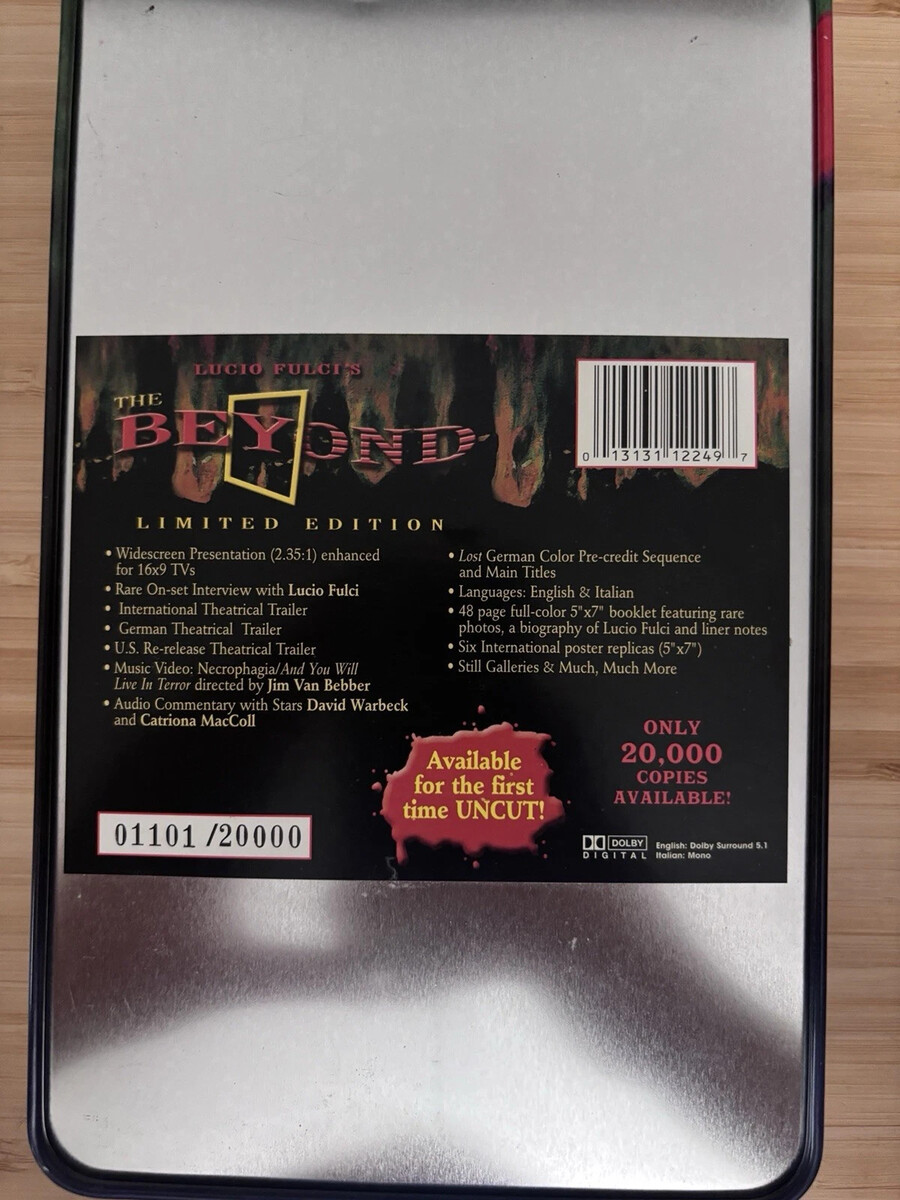 LUCIO FULCI'S
THE
BEYOND
LIMITED EDITION
0 13131 12249 7
• Widescreen Presentation (2.35:1) enhanced
for 16x9 TVs
• Rare On-set Interview with Lucio Fulci
• International Theatrical Trailer
• German Theatrical Trailer
• U.S. Re-release Theatrical Trailer
• Music Video: Necrophagia/And You Will
Live In Terror directed by Jim Van Bebber
• Audio Commentary with Stars David Warbeck
and Catriona MacColl
• Lost German Color Pre-credit Sequence
and Main Titles
• Languages: English & Italian
• 48 page full-color 5"x7" booklet featuring rare
photos, a biography of Lucio Fulci and liner notes
• Six International poster replicas (5"x7")
• Still Galleries & Much, Much More
Available
for the first
time UNCUT!
ONLY
20,000
COPIES
AVAILABLE!
01101 /20000
DOLBY
DIGITAL
English: Dolby Surround 5.1
Italian: Mono